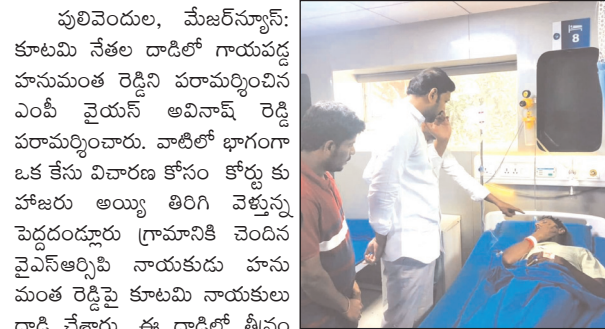 పులివెందుల, మేజర్‌న్యూస్:
కూటమి నేతల దాడిలో గాయపడ్డ
హనుమంత రెడ్డిని పరామర్శించిన
ఎంపీ వైయస్ అవినాష్ రెడ్డి
పరామర్శించారు. వాటిలో భాగంగా
ఒక కేసు విచారణ కోసం కోర్టు కు
హాజరు అయ్యి తిరిగి వెళ్తున్న
పెద్దదండ్లూరు గ్రామానికి చెందిన
వైఎస్ఆర్సిపి నాయకుడు హను
మంత రెడ్డిపై కూటమి నాయకులు
దాడి చేశారు. ఈ దాడిలో తీవ్రం
8